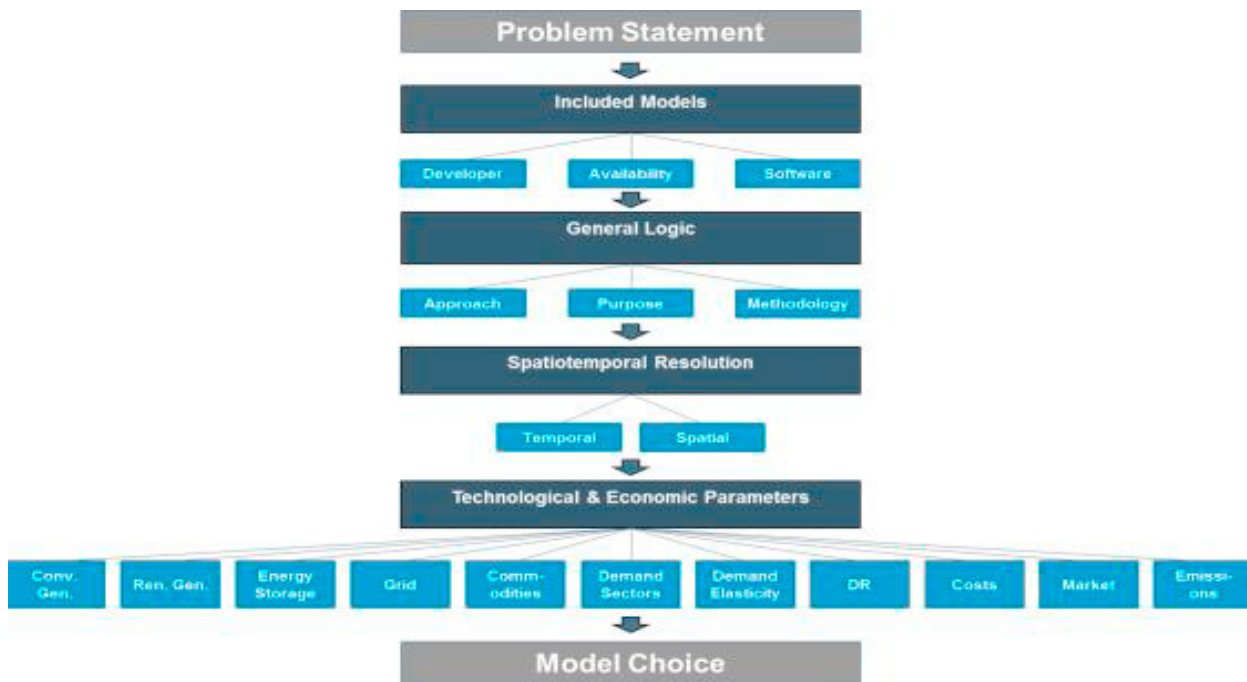 Problem Statement
Included Models
Developer
Availability
Software
General Logic
Approach
Purpose
Methodology
Spatiotemporal Resolution
Temporal
Spatial
Technological & Economic Parameters
Conv.
Gen.
Ren. Gen.
Energy
Storage
Grid
Comm-
odities
Demand
Sectors
Demand
Elasticity
DR
Costs
Market
Emissi-
ons
Model Choice